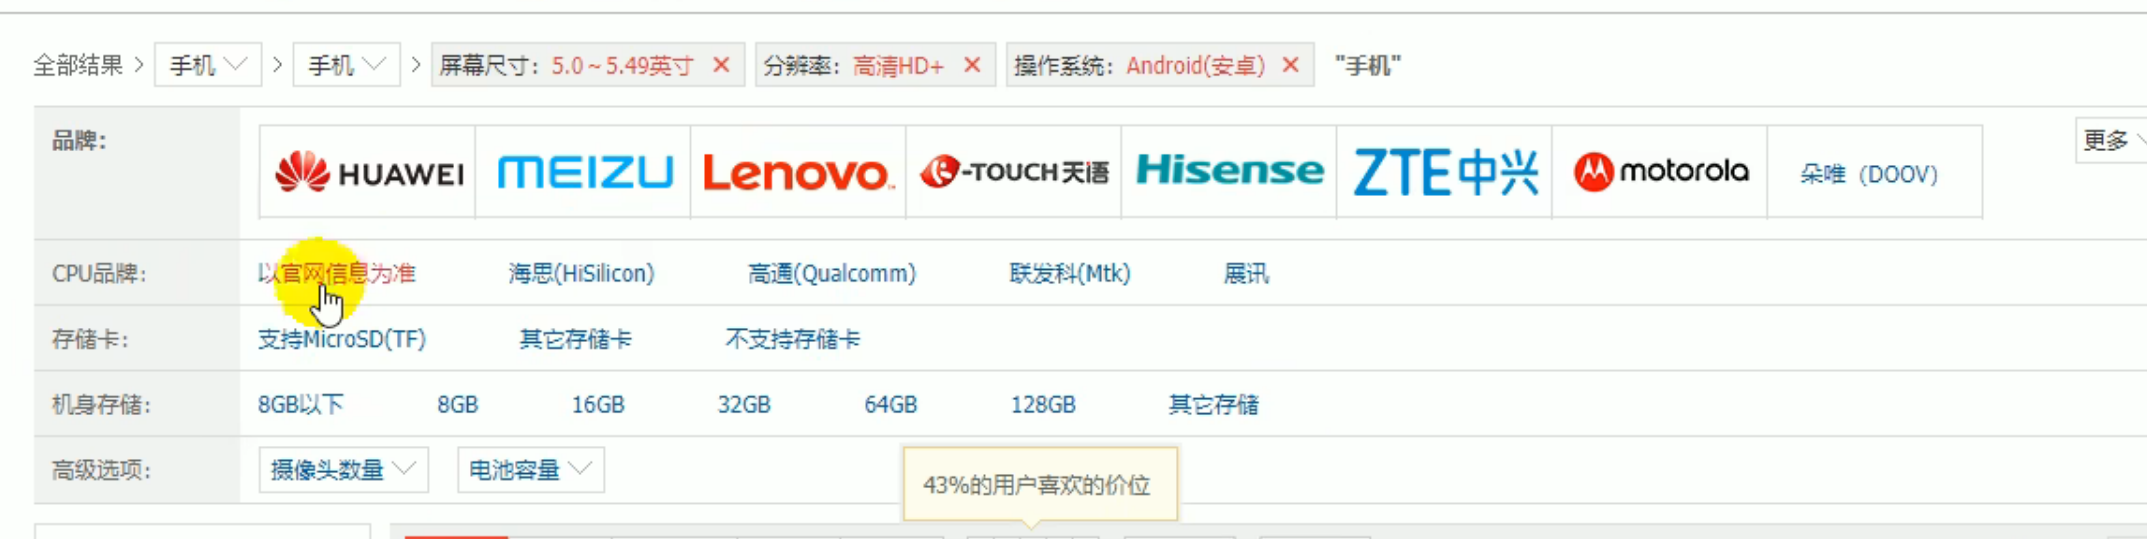 全部结果 > 手机 > 手机 > 屏幕尺寸：5.0~5.49英寸 × 分辨率：高清HD+ × 操作系统：Android(安卓) × "手机"
品牌： HUAWEI MEIZU Lenovo K-TOUCH天语 Hisense ZTE中兴 motorola 朵唯（DOOV） 更多
CPU品牌： 以官网信息为准 海思(HiSilicon) 高通(Qualcomm) 联发科(Mtk) 展讯
存储卡： 支持MicroSD(TF) 其它存储卡 不支持存储卡
机身存储： 8GB以下 8GB 16GB 32GB 64GB 128GB 其它存储
高级选项： 摄像头数量 电池容量
43%的用户喜欢的价位